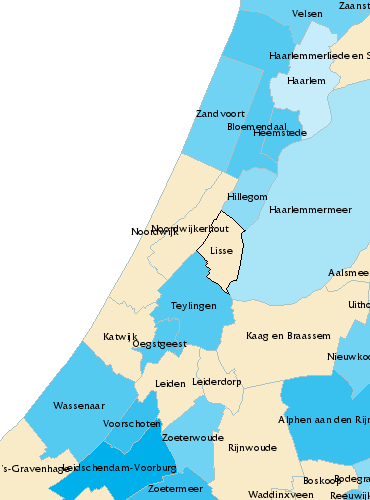 Zaanst
Velsen
Haarlemmerliede en S
Haarlem
Zandvoort
Bloemendaal
Heemstede
Hillegom
Haarlemmermeer
Noordwijkerhout
Noordwijk
Lisse
Aalsmee
Teylingen
Uitho
Katwijk
Kaag en Braassem
Oegstgeest
Nieuwkoo
Leiden
Leiderdorp
Wassenaar
Voorschoten
Alphen aan den Rijn
Zoeterwoude
Rijnwoude
's-Gravenhage
Leidschendam-Voorburg
Boskoop
Bodegra
Zoetermeer
Waddinxveen
Reeuwijk